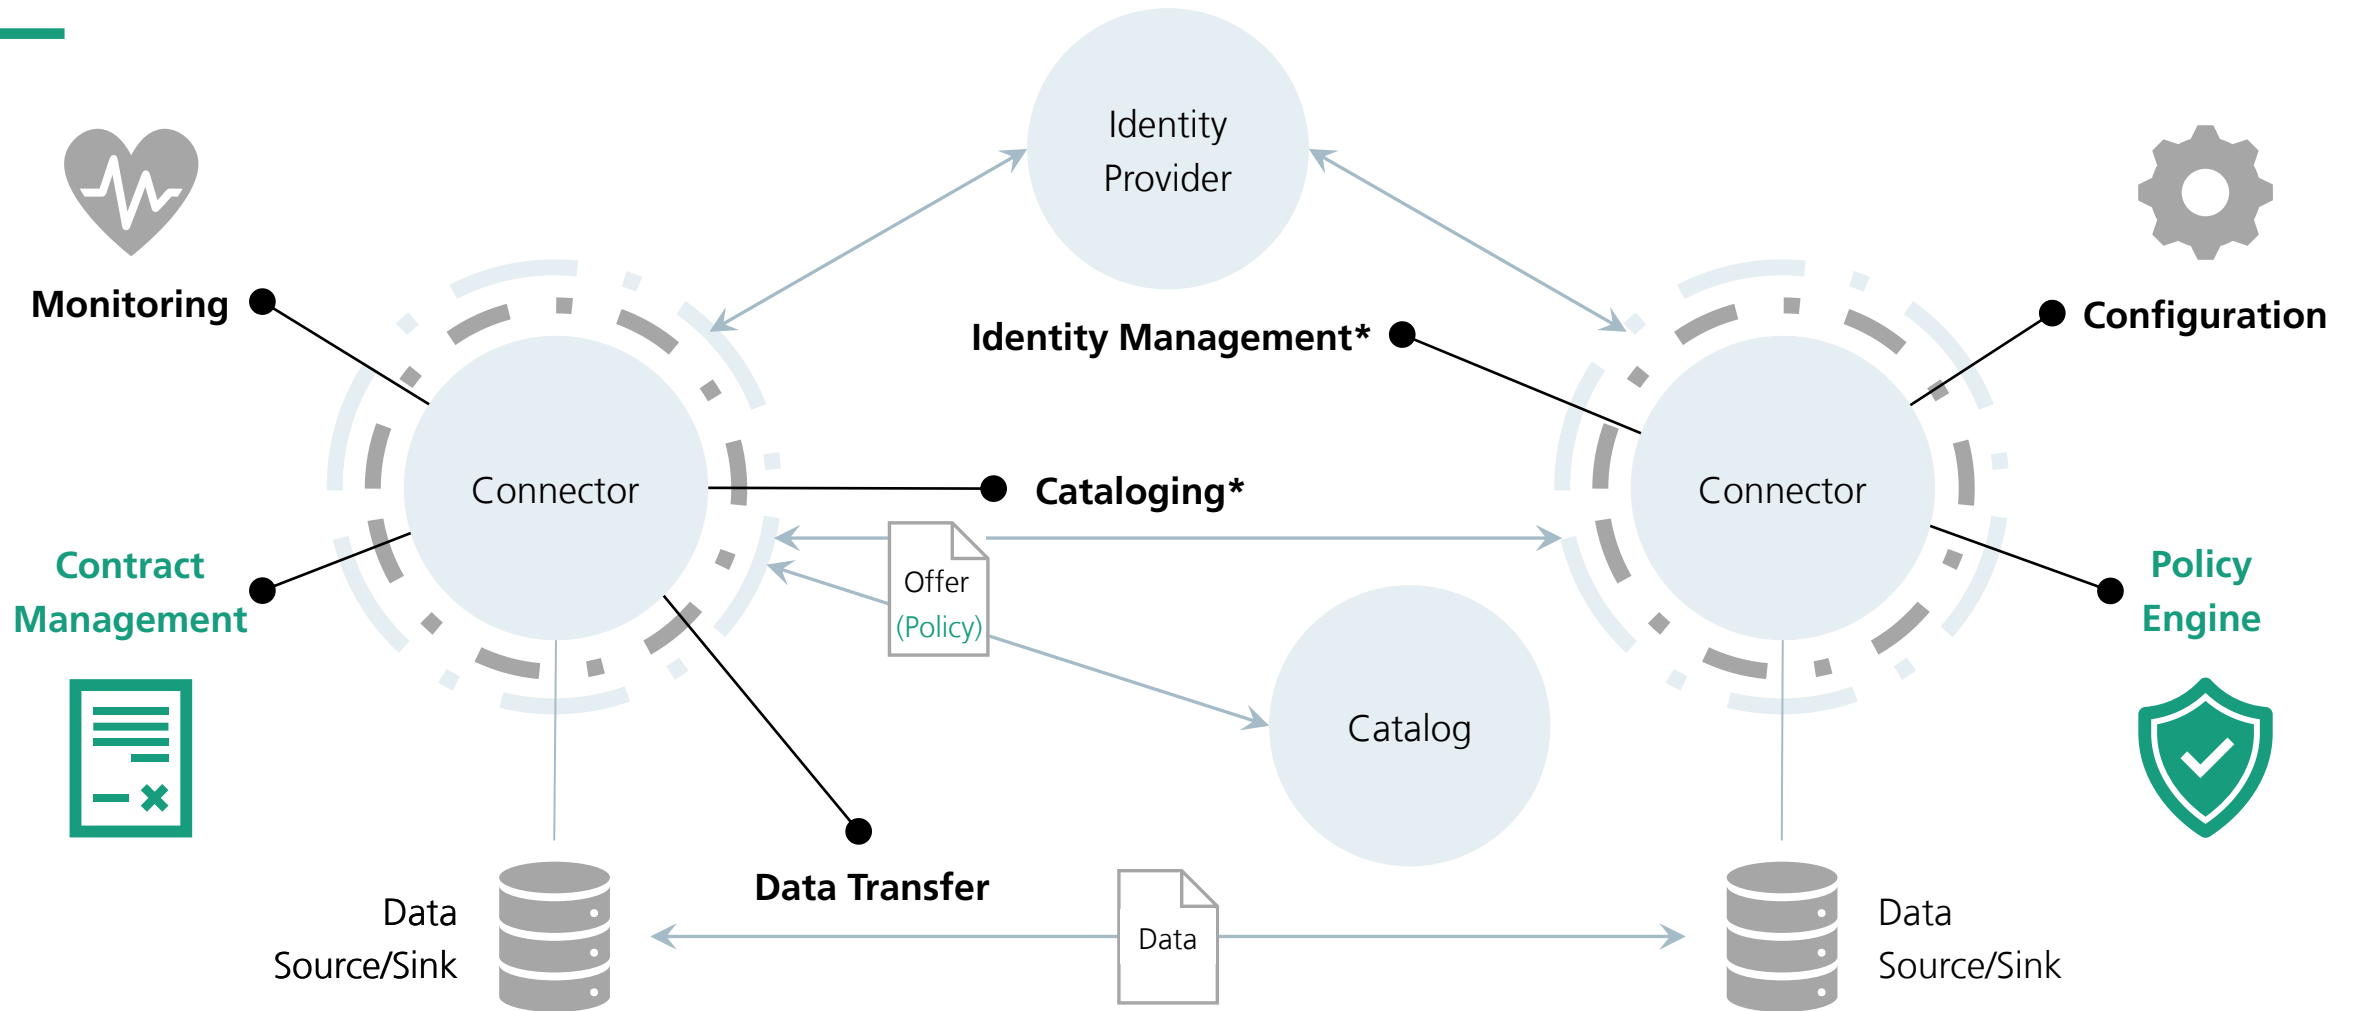 Identity
Provider
Monitoring
Configuration
Identity Management*
Connector
Cataloging*
Connector
Contract
Management
Offer
(Policy)
Policy
Engine
Catalog
Data Transfer
Data
Source/Sink
Data
Data
Source/Sink